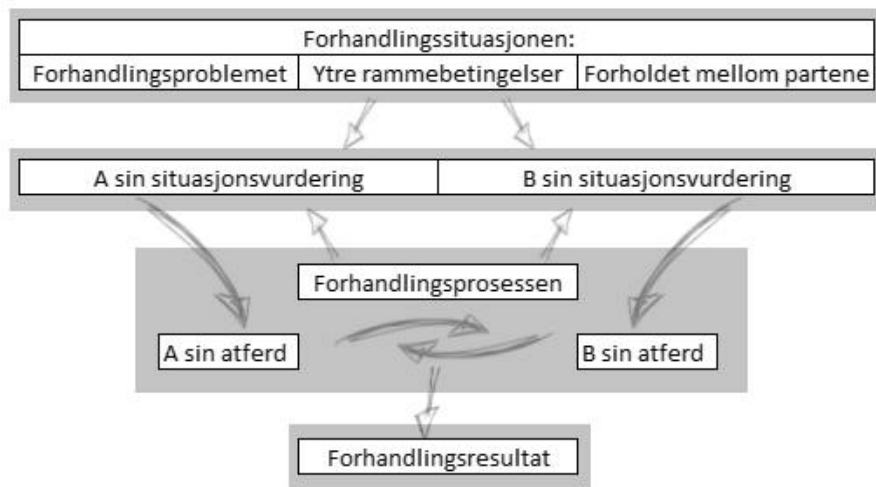 Forhandlingssituasjonen:
Forhandlingsproblemet
Ytre rammebetingelser
Forholdet mellom partene
A sin situasjonsvurdering
B sin situasjonsvurdering
Forhandlingsprosessen
A sin atferd
B sin atferd
Forhandlingsresultat